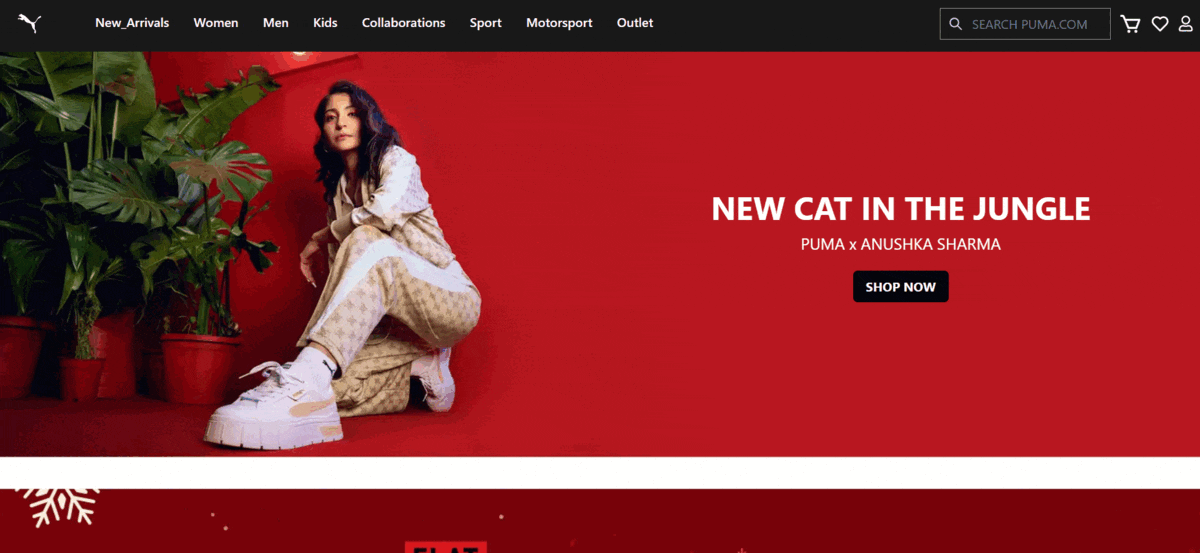 New_Arrivals Women Men Kids Collaborations Sport Motorsport Outlet SEARCH PUMA.COM
NEW CAT IN THE JUNGLE
PUMA x ANUSHKA SHARMA
SHOP NOW
FLAT